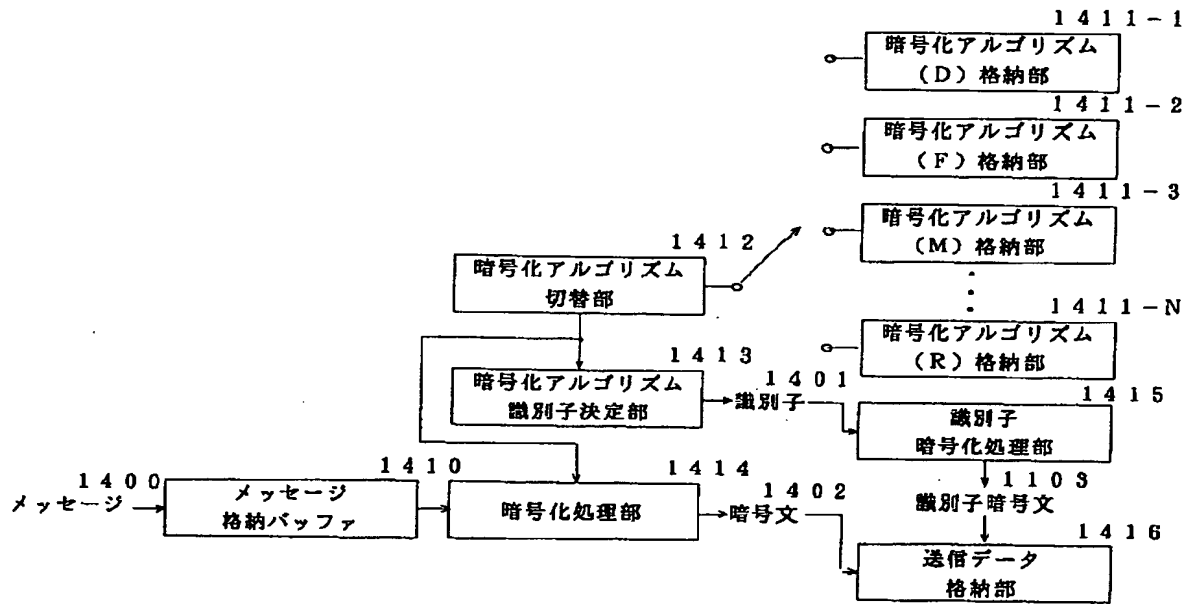 1411-1
暗号化アルゴリズム
(D)格納部
1411-2
暗号化アルゴリズム
(F)格納部
1411-3
暗号化アルゴリズム
(M)格納部
1412
暗号化アルゴリズム
切替部
1411-N
暗号化アルゴリズム
(R)格納部
1413
暗号化アルゴリズム
識別子決定部
1401
識別子
1415
識別子
暗号化処理部
1400
メッセージ
1410
メッセージ
格納バッファ
1414
暗号化処理部
1402
暗号文
1103
識別子暗号文
1416
送信データ
格納部